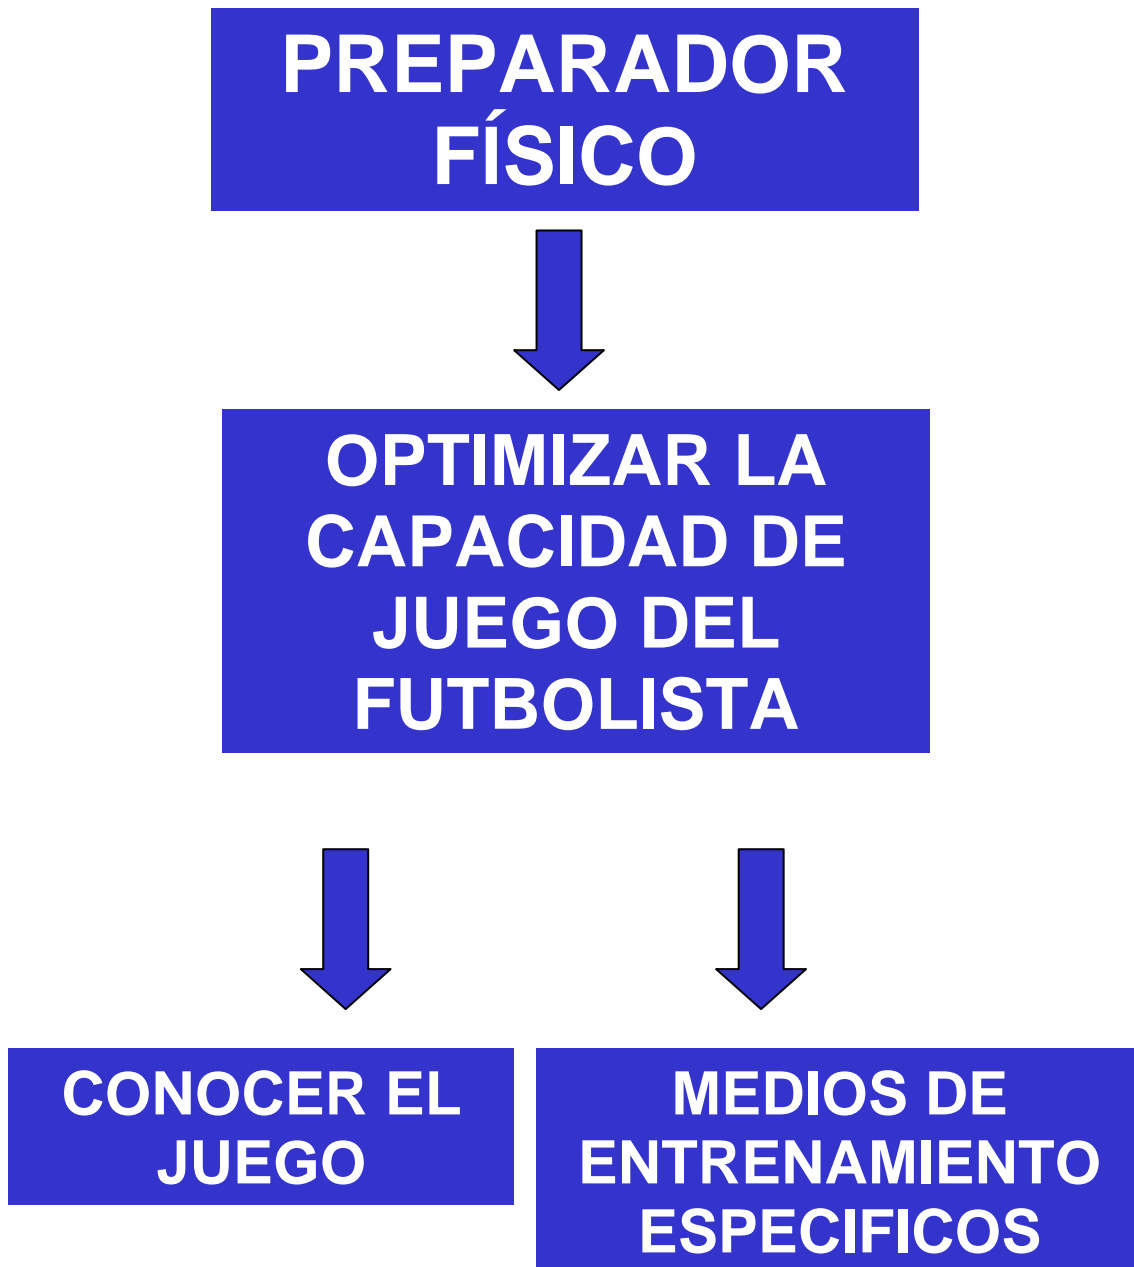 PREPARADOR
FÍSICO
OPTIMIZAR LA
CAPACIDAD DE
JUEGO DEL
FUTBOLISTA
CONOCER EL
JUEGO
MEDIOS DE
ENTRENAMIENTO
ESPECIFICOS